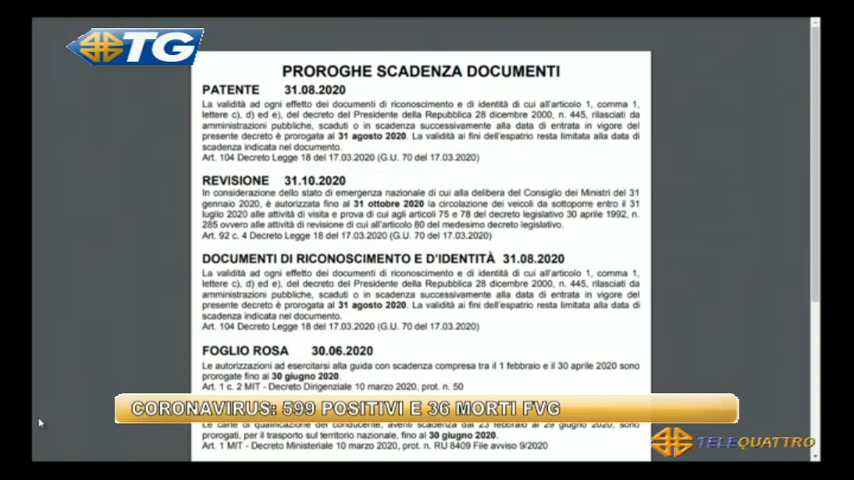 TG
PROROGHE SCADENZA DOCUMENTI
PATENTE 31.08.2020
La validità ad ogni effetto dei documenti di riconoscimento e di identità di cui all'articolo 1, comma 1,
lettere c), d) ed e), del decreto del Presidente della Repubblica 28 dicembre 2000, n. 445, rilasciati da
amministrazioni pubbliche, scaduti o in scadenza successivamente alla data di entrata in vigore del
presente decreto è prorogata al 31 agosto 2020. La validità ai fini dell'espatrio resta limitata alla data di
scadenza indicata nel documento.
Art. 104 Decreto Legge 18 del 17.03.2020 (G.U. 70 del 17.03.2020)
REVISIONE 31.10.2020
In considerazione dello stato di emergenza nazionale di cui alla delibera del Consiglio dei Ministri del 31
gennaio 2020, è autorizzata fino al 31 ottobre 2020 la circolazione dei veicoli da sottoporre entro il 31
luglio 2020 alle attività di visita e prova di cui agli articoli 75 e 78 del decreto legislativo 30 aprile 1992, n.
285 ovvero alle attività di revisione di cui all'articolo 80 del medesimo decreto legislativo.
Art. 92 c. 4 Decreto Legge 18 del 17.03.2020 (G.U. 70 del 17.03.2020)
DOCUMENTI DI RICONOSCIMENTO E D'IDENTITÀ 31.08.2020
La validità ad ogni effetto dei documenti di riconoscimento e di identità di cui all'articolo 1, comma 1,
lettere c), d) ed e), del decreto del Presidente della Repubblica 28 dicembre 2000, n. 445, rilasciati da
amministrazioni pubbliche, scaduti o in scadenza successivamente alla data di entrata in vigore del
presente decreto è prorogata al 31 agosto 2020. La validità ai fini dell'espatrio resta limitata alla data di
scadenza indicata nel documento.
Art. 104 Decreto Legge 18 del 17.03.2020 (G.U. 70 del 17.03.2020)
FOGLIO ROSA 30.06.2020
Le autorizzazioni ad esercitarsi alla guida con scadenza compresa tra il 1 febbraio e il 30 aprile 2020 sono
prorogate fino al 30 giugno 2020.
Art. 1 c. 2 MIT - Decreto Dirigenziale 10 marzo 2020, prot. n. 50
CORONAVIRUS: 599 POSITIVI E 36 MORTI FVG
Le carte di qualificazione del conducente, aventi scadenza dal 23 febbraio al 29 giugno 2020, sono
prorogati, per il trasporto sul territorio nazionale, fino al 30 giugno 2020.
Art. 1 MIT - Decreto Ministeriale 10 marzo 2020, prot. n. RU 8409 File avviso 9/2020
TELEQUATTRO